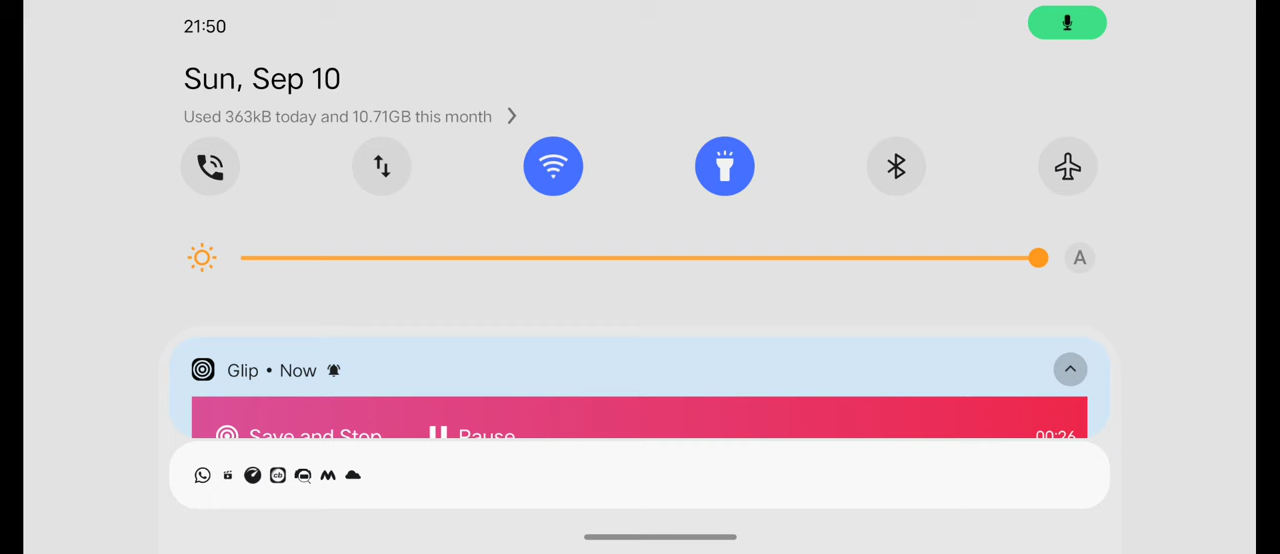 21:50
Sun, Sep 10
Used 363kB today and 10.71GB this month
A
Glip • Now
Save and Stop Pause 00:26
cb